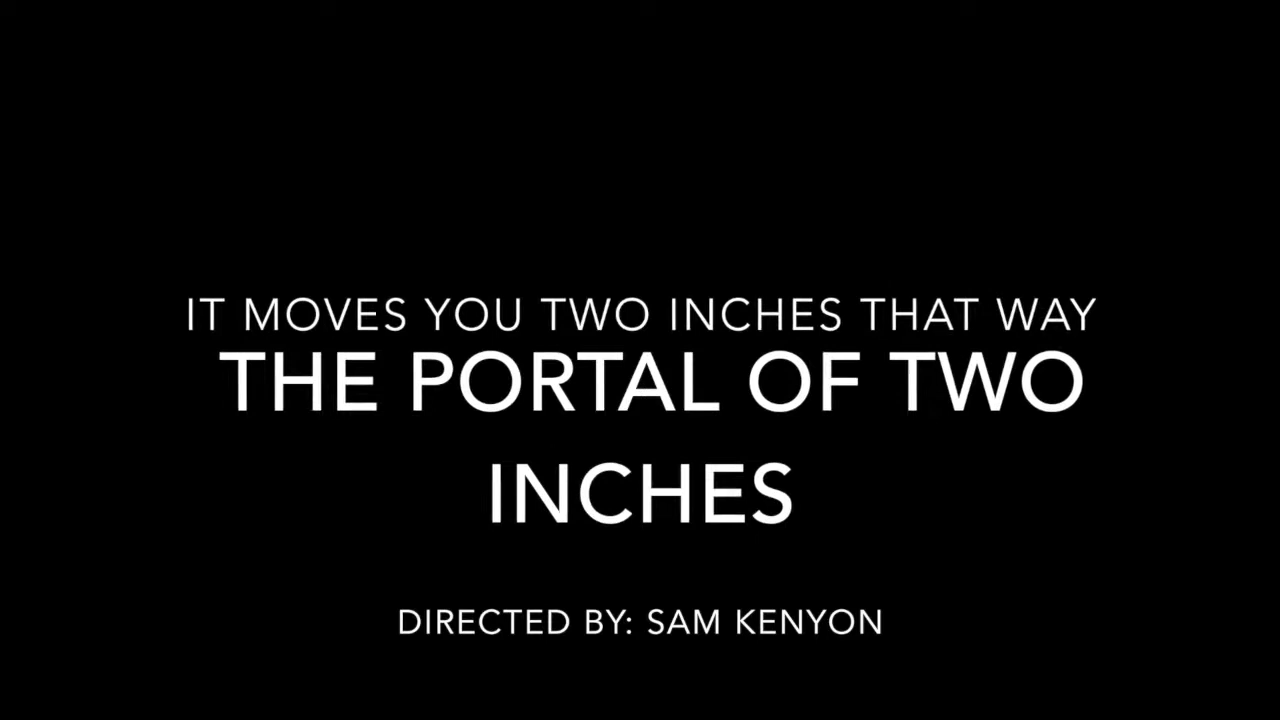 IT MOVES YOU TWO INCHES THAT WAY
THE PORTAL OF TWO
INCHES
DIRECTED BY: SAM KENYON